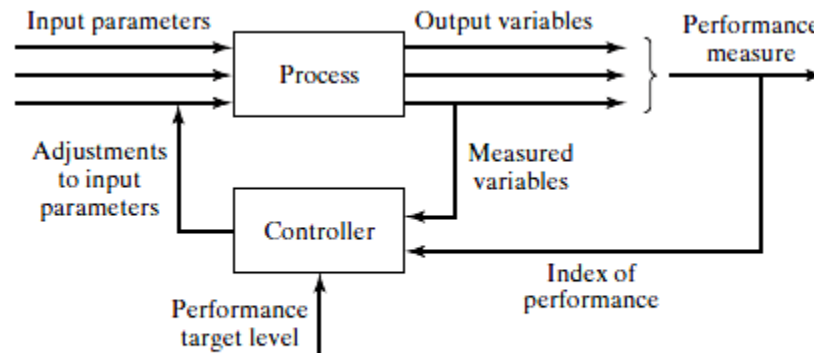 Input parameters
Output variables
Performance
measure
Process
Adjustments
to input
parameters
Measured
variables
Controller
Index of
performance
Performance
target level